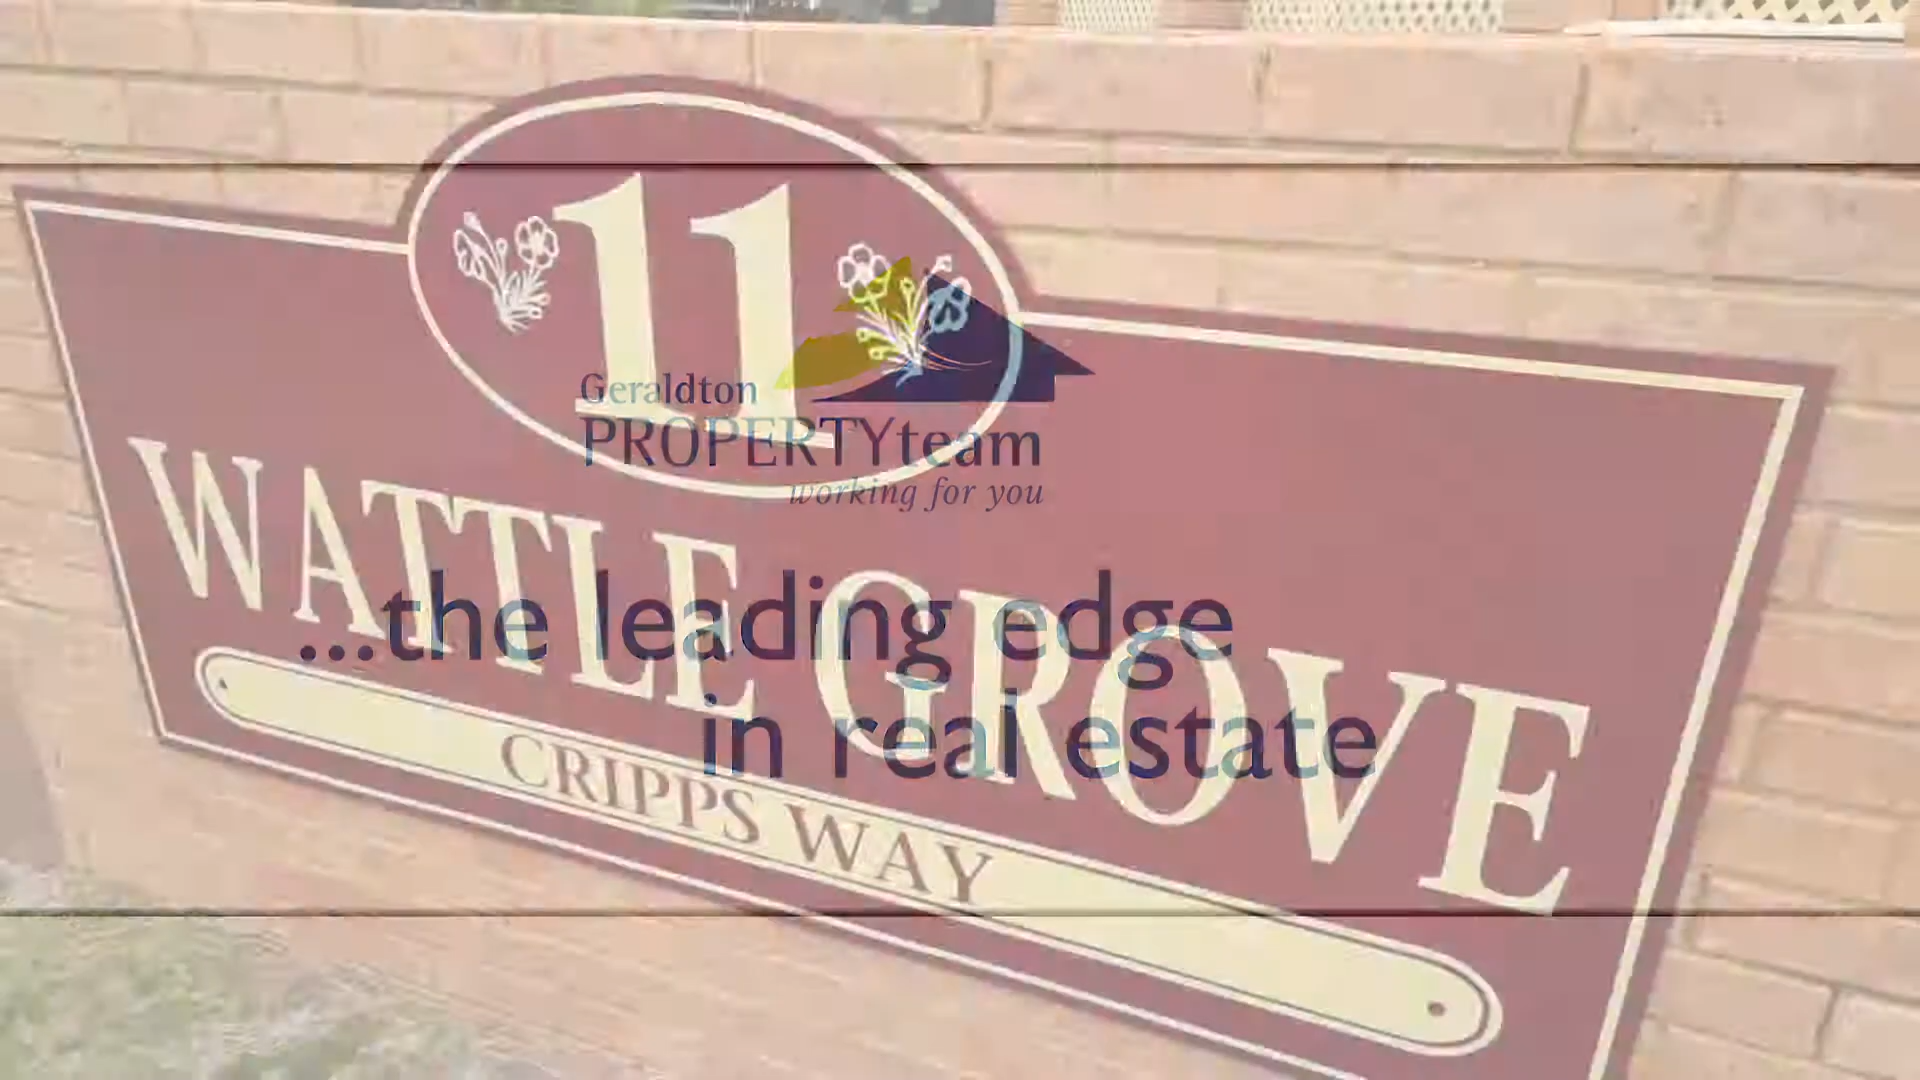 11
Geraldton
PROPERTYteam
working for you
WATTLE GROVE
...the leading edge
in real estate
CRIPPS WAY